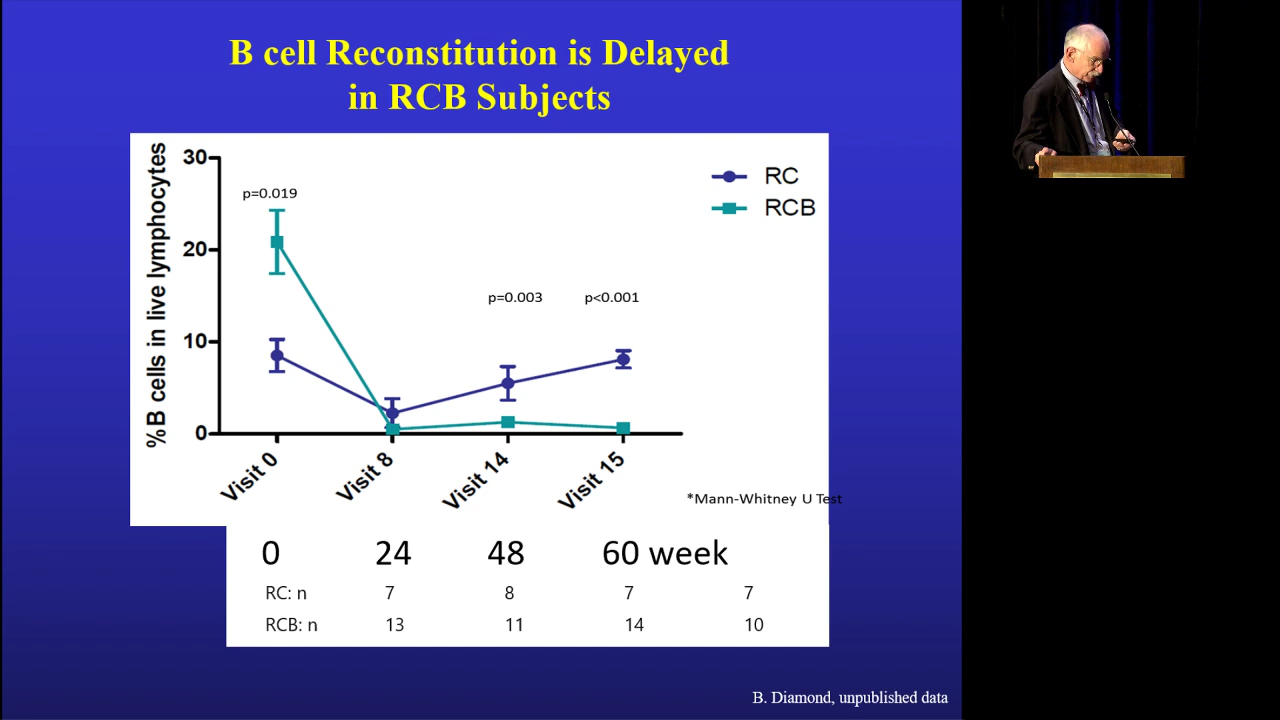 B cell Reconstitution is Delayed
in RCB Subjects
%B cells in live lymphocytes
30
20
10
0
p=0.019
p=0.003
p<0.001
RC
RCB
Visit 0
Visit 8
Visit 14
Visit 15
*Mann-Whitney U Test
0 24 48 60 week
RC: n 7 8 7 7
RCB: n 13 11 14 10
B. Diamond, unpublished data